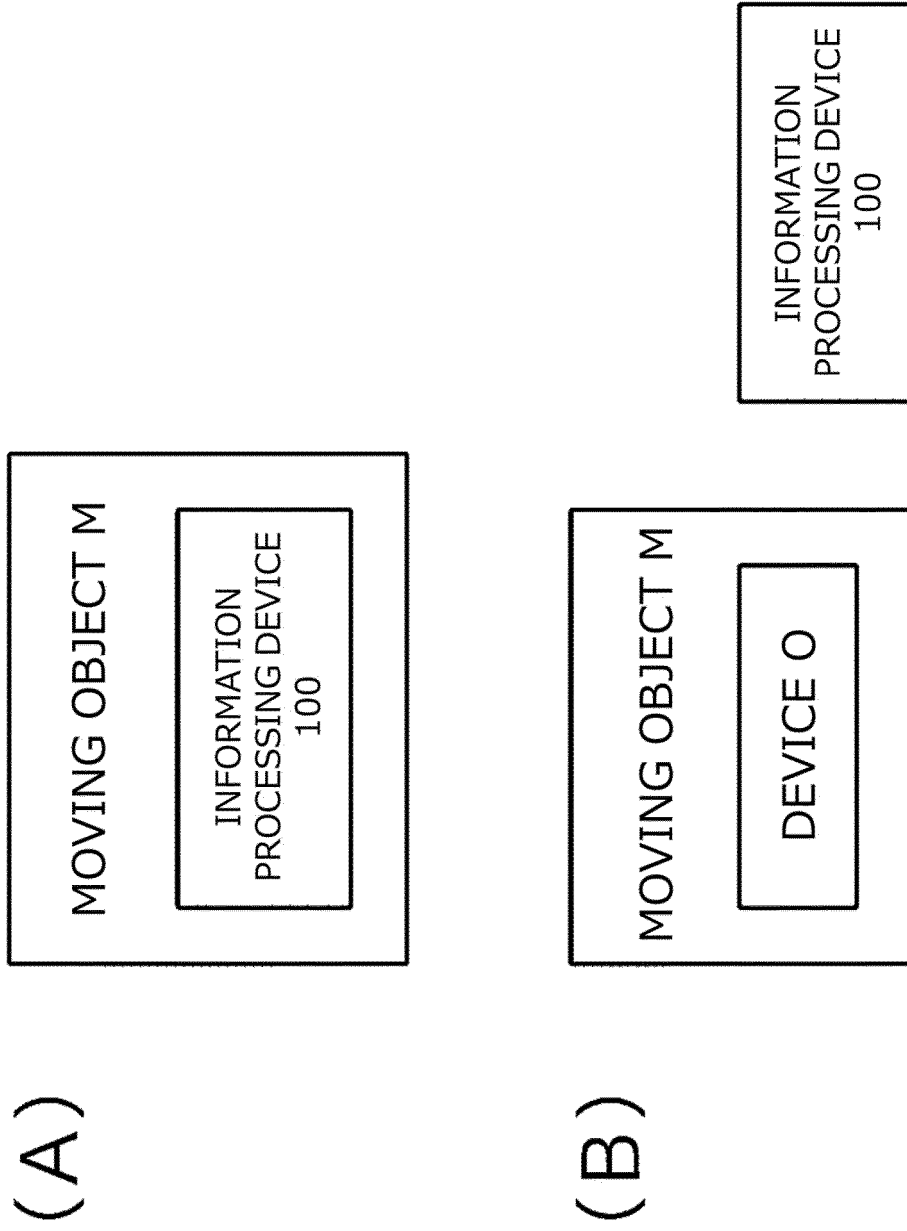 (A)
MOVING OBJECT M
INFORMATION
PROCESSING DEVICE
100
(B)
MOVING OBJECT M
DEVICE O
INFORMATION
PROCESSING DEVICE
100